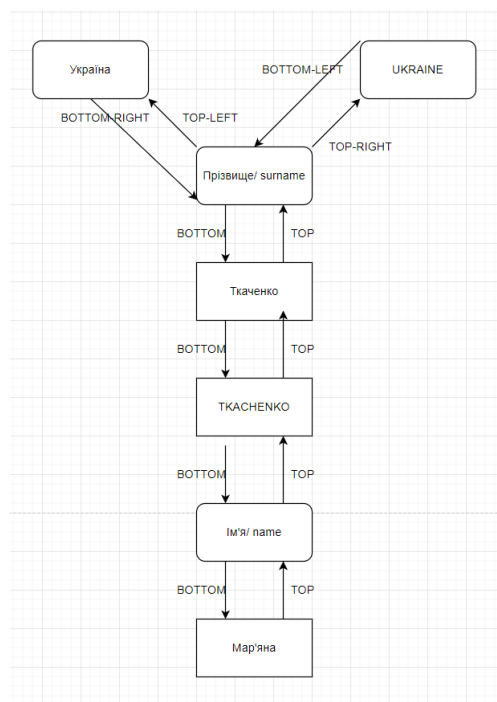 Україна
BOTTOM-LEFT
UKRAINE
BOTTOM-RIGHT
TOP-LEFT
TOP-RIGHT
Прізвище/ surname
BOTTOM
TOP
Ткаченко
BOTTOM
TOP
TKACHENKO
BOTTOM
TOP
Ім'я/ name
BOTTOM
TOP
Мар'яна